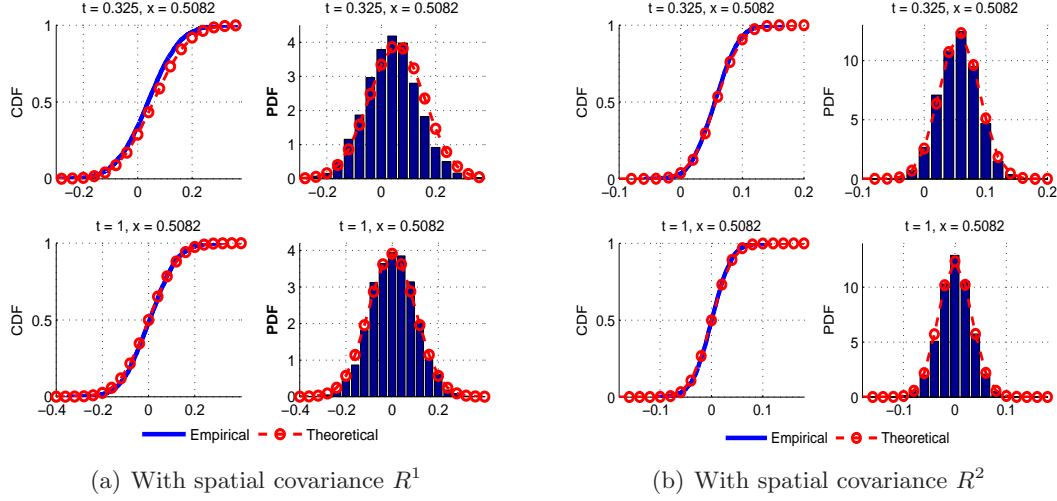 t = 0.325, x = 0.5082
CDF
1
0.5
0
−0.2
0
0.2
t = 0.325, x = 0.5082
PDF
4
3
2
1
0
−0.2
0
0.2
t = 1, x = 0.5082
CDF
1
0.5
0
−0.4
−0.2
0
0.2
t = 1, x = 0.5082
PDF
4
3
2
1
0
−0.4
−0.2
0
0.2
Empirical
Theoretical
(a) With spatial covariance R¹
t = 0.325, x = 0.5082
CDF
1
0.5
0
−0.1
0
0.1
0.2
t = 0.325, x = 0.5082
PDF
10
5
0
0
0.1
0.2
t = 1, x = 0.5082
CDF
1
0.5
0
−0.1
0
0.1
t = 1, x = 0.5082
PDF
10
5
0
−0.1
0
0.1
Empirical
Theoretical
(b) With spatial covariance R²